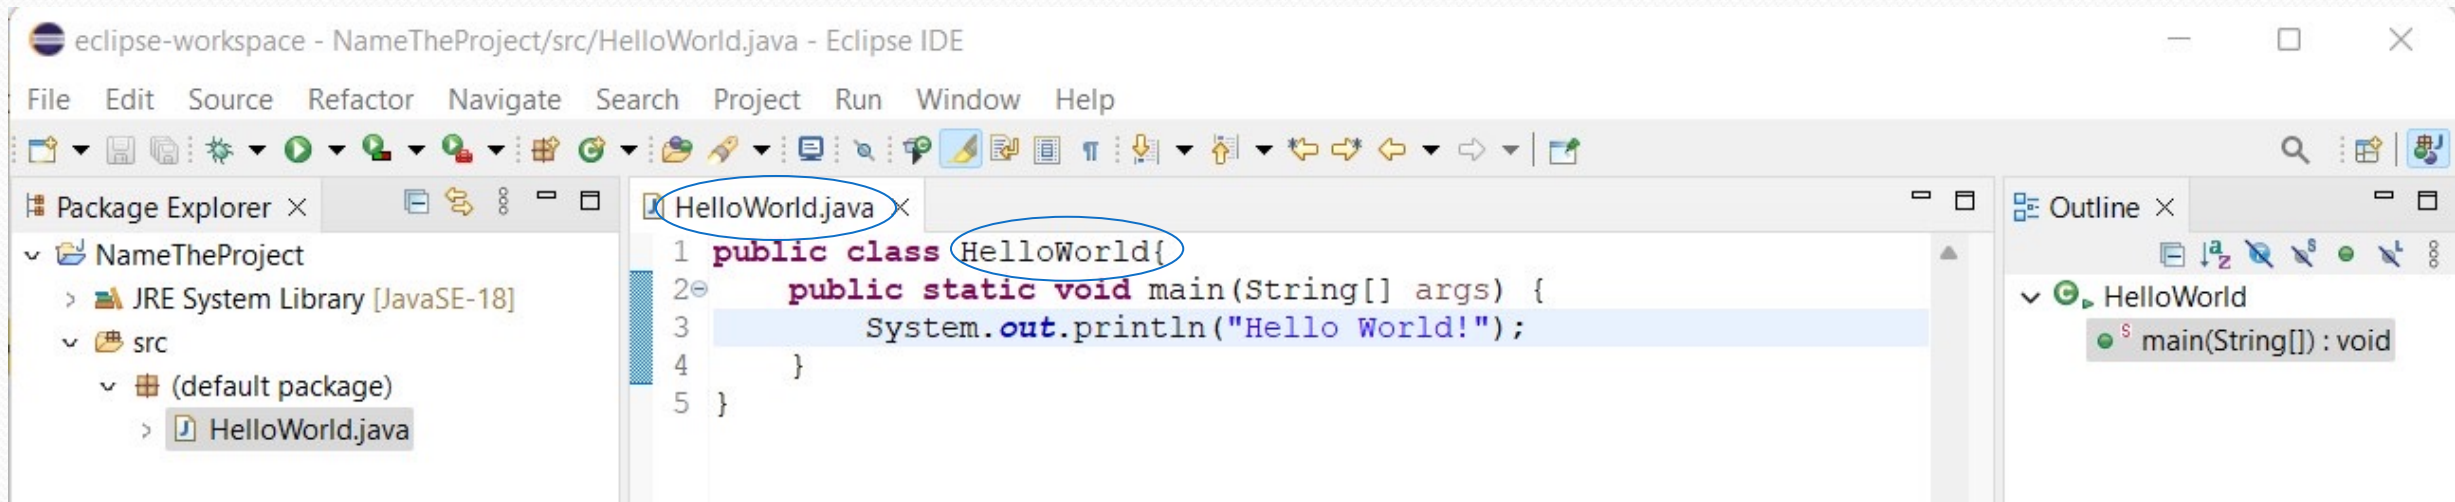 eclipse-workspace - NameTheProject/src/HelloWorld.java - Eclipse IDE
File Edit Source Refactor Navigate Search Project Run Window Help
Package Explorer
NameTheProject
JRE System Library [JavaSE-18]
src
(default package)
HelloWorld.java
HelloWorld.java
1 public class HelloWorld{
2 public static void main(String[] args) {
3 System.out.println("Hello World!");
4 }
5 }
Outline
HelloWorld
main(String[]) : void